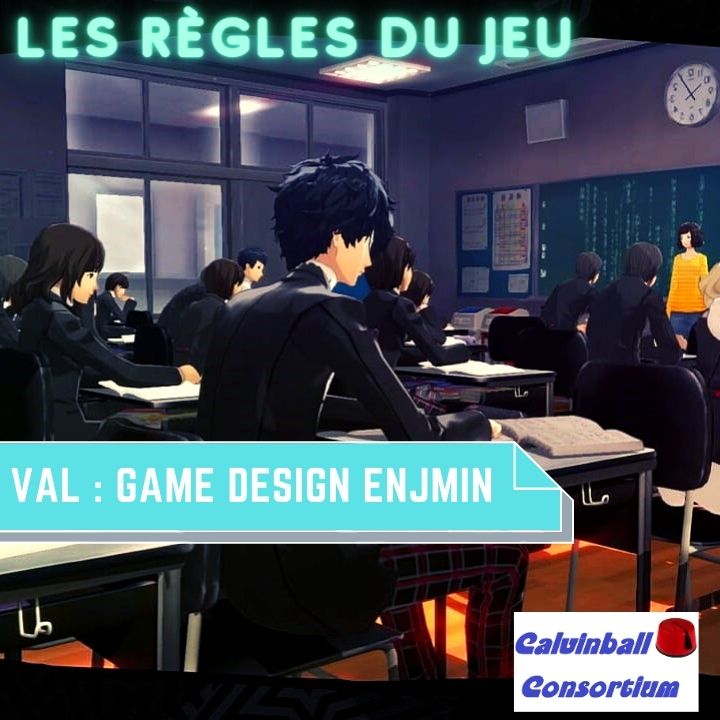 LES RÈGLES DU JEU
VAL : GAME DESIGN ENJMIN
Calvinball
Consortium